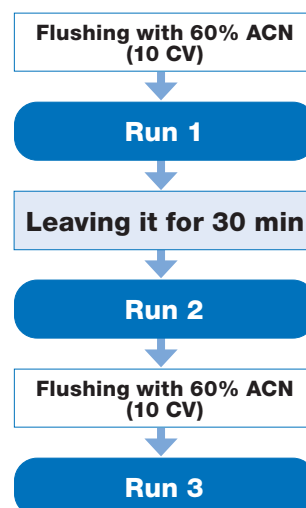 Flushing with 60% ACN
(10 CV)
Run 1
Leaving it for 30 min
Run 2
Flushing with 60% ACN
(10 CV)
Run 3